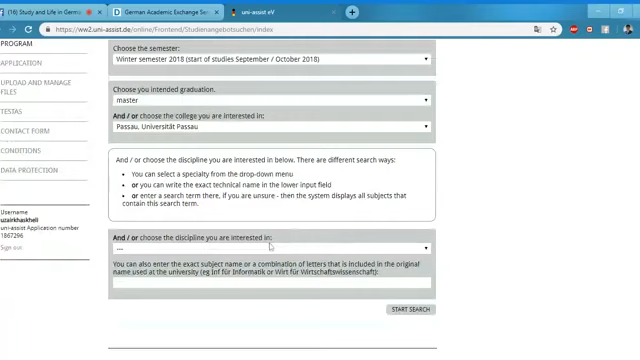 (16) Study and Life in Germa
German Academic Exchange Ser
uni-assist eV
https://ww2.uni-assist.de/online/Frontend/Studienangebotsuchen/index
PROGRAM
APPLICATION
UPLOAD AND MANAGE
FILES
TESTAS
CONTACT FORM
CONDITIONS
DATA PROTECTION
Username
uzairkhaskheli
uni-assist Application number
1867296
Sign out
Choose the semester:
Winter semester 2018 (start of studies September / October 2018)
Choose you intended graduation.
master
And / or choose the college you are interested in:
Passau, Universität Passau
And / or choose the discipline you are interested in below. There are different search ways:
You can select a specialty from the drop-down menu
or you can write the exact technical name in the lower input field
or enter a search term there, if you are unsure - then the system displays all subjects that
contain this search term.
And / or choose the discipline you are interested in:
---
You can also enter the exact subject name or a combination of letters that is included in the original
name used at the university (eg Inf für Informatik or Wirt für Wirtschaftswissenschaft):
START SEARCH